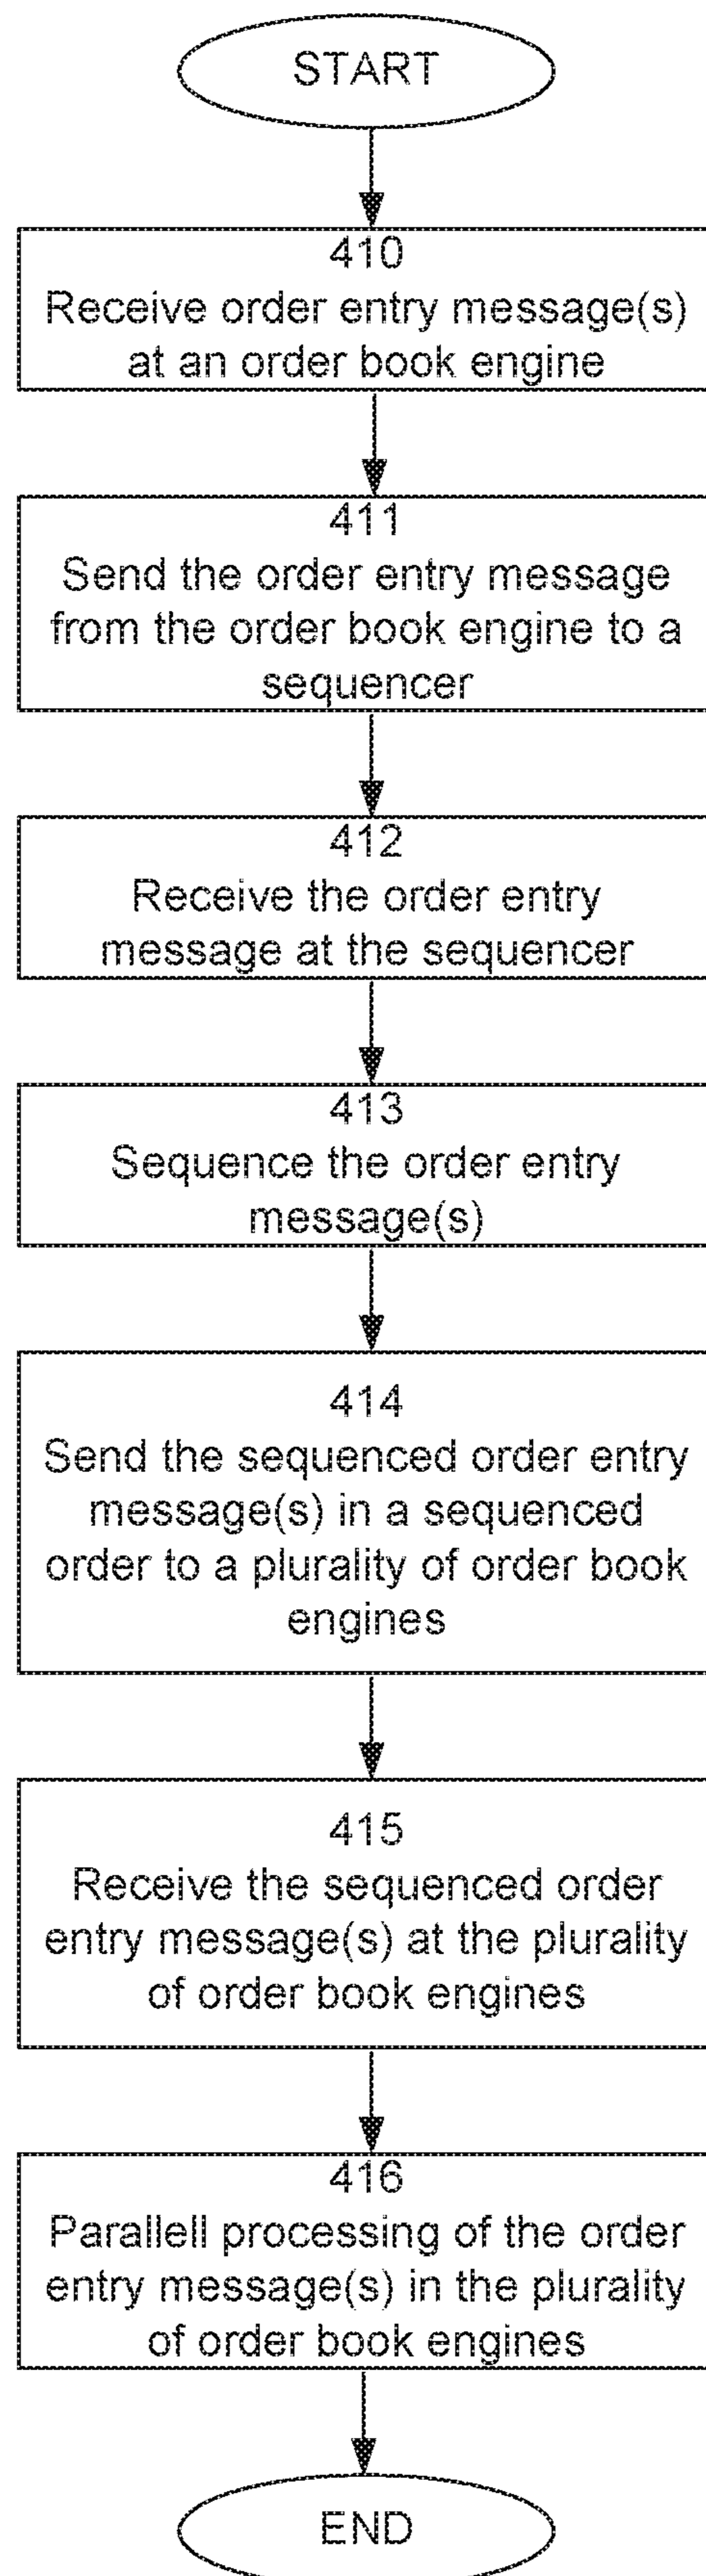 START
410
Receive order entry message(s)
at an order book engine
411
Send the order entry message
from the order book engine to a
sequencer
412
Receive the order entry
message at the sequencer
413
Sequence the order entry
message(s)
414
Send the sequenced order entry
message(s) in a sequenced
order to a plurality of order book
engines
415
Receive the sequenced order
entry message(s) at the plurality
of order book engines
416
Parallell processing of the order
entry message(s) in the plurality
of order book engines
END